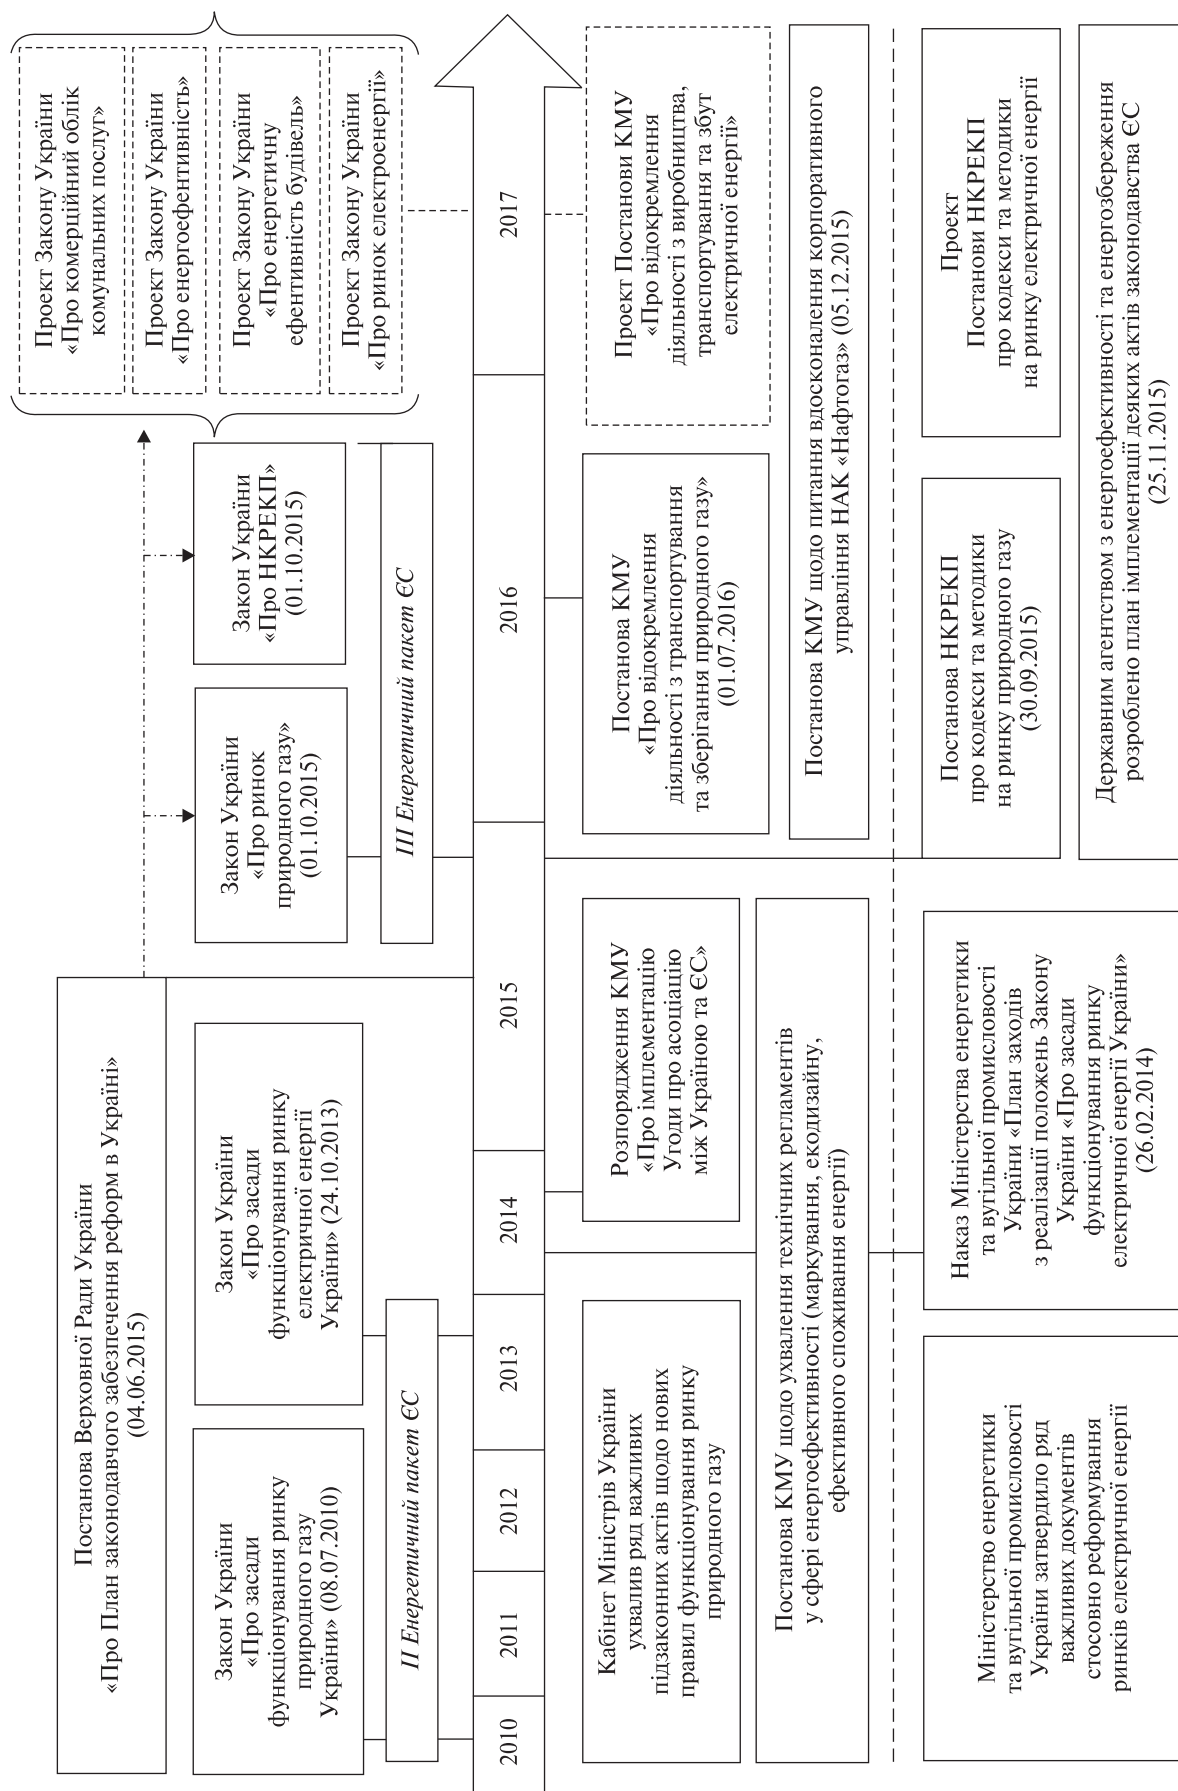 Постанова Верховної Ради України
«Про План законодавчого забезпечення реформ в Україні»
(04.06.2015)
Проект Закону України
«Про комерційний облік
комунальних послуг»
Проект Закону України
«Про енергоефентивність»
Проект Закону України
«Про енергетичну
ефентивність будівель»
Проект Закону України
«Про ринок електроенергії»
Закон України
«Про засади
функціонування ринку
природного газу
України» (08.07.2010)
Закон України
«Про засади
функціонування ринку
електричної енергії
України» (24.10.2013)
Закон України
«Про ринок
природного газу»
(01.10.2015)
Закон України
«Про НКРЕКП»
(01.10.2015)
II Енергетичний пакет ЄС
III Енергетичний пакет ЄС
2010
2011
2012
2013
2014
2015
2016
2017
Кабінет Міністрів України
ухвалив ряд важливих
підзаконних актів щодо нових
правил функціонування ринку
природного газу
Розпорядження КМУ
«Про імплементацію
Угоди про асоціацію
між Україною та ЄС»
Постанова КМУ
«Про відокремлення
діяльності з транспортування
та зберігання природного газу»
(01.07.2016)
Проект Постанови КМУ
«Про відокремлення
діяльності з виробництва,
транспортування та збут
електричної енергії»
Постанова КМУ щодо ухвалення технічних регламентів
у сфері енергоефективності (маркування, екодизайну,
ефективного споживання енергії)
Постанова КМУ щодо питання вдосконалення корпоративного
управління НАК «Нафтогаз» (05.12.2015)
Міністерство енергетики
та вугільної промисловості
України затвердило ряд
важливих документів
стосовно реформування
ринків електричної енергії
Наказ Міністерства енергетики
та вугільної промисловості
України «План заходів
з реалізації положень Закону
України «Про засади
функціонування ринку
електричної енергії України»
(26.02.2014)
Постанова НКРЕКП
про кодекси та методики
на ринку природного газу
(30.09.2015)
Проект
Постанови НКРЕКП
про кодекси та методики
на ринку електричної енергії
Державним агентством з енергоефективності та енергозбереження
розроблено план імплементації деяких актів законодавства ЄС
(25.11.2015)